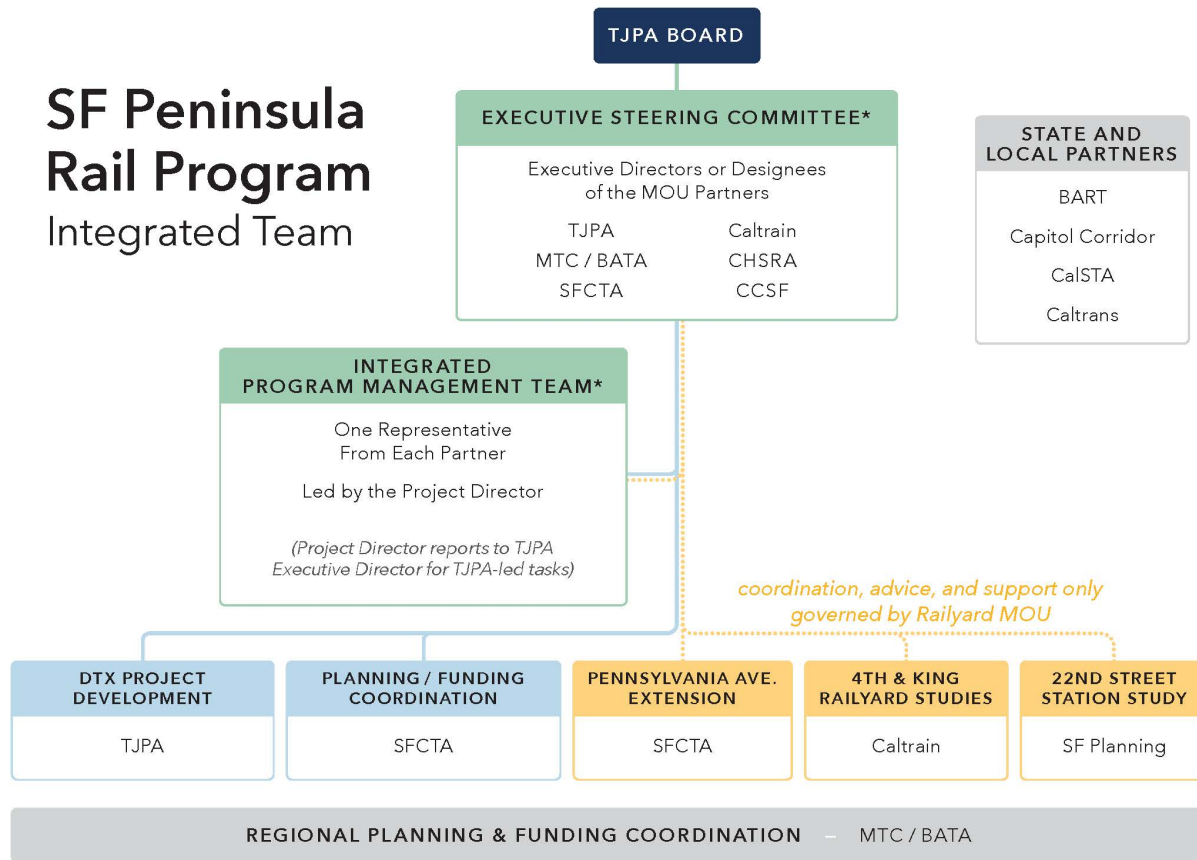 TJPA BOARD
SF Peninsula
Rail Program
Integrated Team
EXECUTIVE STEERING COMMITTEE*
Executive Directors or Designees
of the MOU Partners
TJPA
Caltrain
MTC / BATA
CHSRA
SFCTA
CCSF
STATE AND
LOCAL PARTNERS
BART
Capitol Corridor
CalSTA
Caltrans
INTEGRATED
PROGRAM MANAGEMENT TEAM*
One Representative
From Each Partner
Led by the Project Director
(Project Director reports to TJPA
Executive Director for TJPA-led tasks)
coordination, advice, and support only
governed by Railyard MOU
DTX PROJECT
DEVELOPMENT
TJPA
PLANNING / FUNDING
COORDINATION
SFCTA
PENNSYLVANIA AVE.
EXTENSION
SFCTA
4TH & KING
RAILYARD STUDIES
Caltrain
22ND STREET
STATION STUDY
SF Planning
REGIONAL PLANNING & FUNDING COORDINATION – MTC / BATA